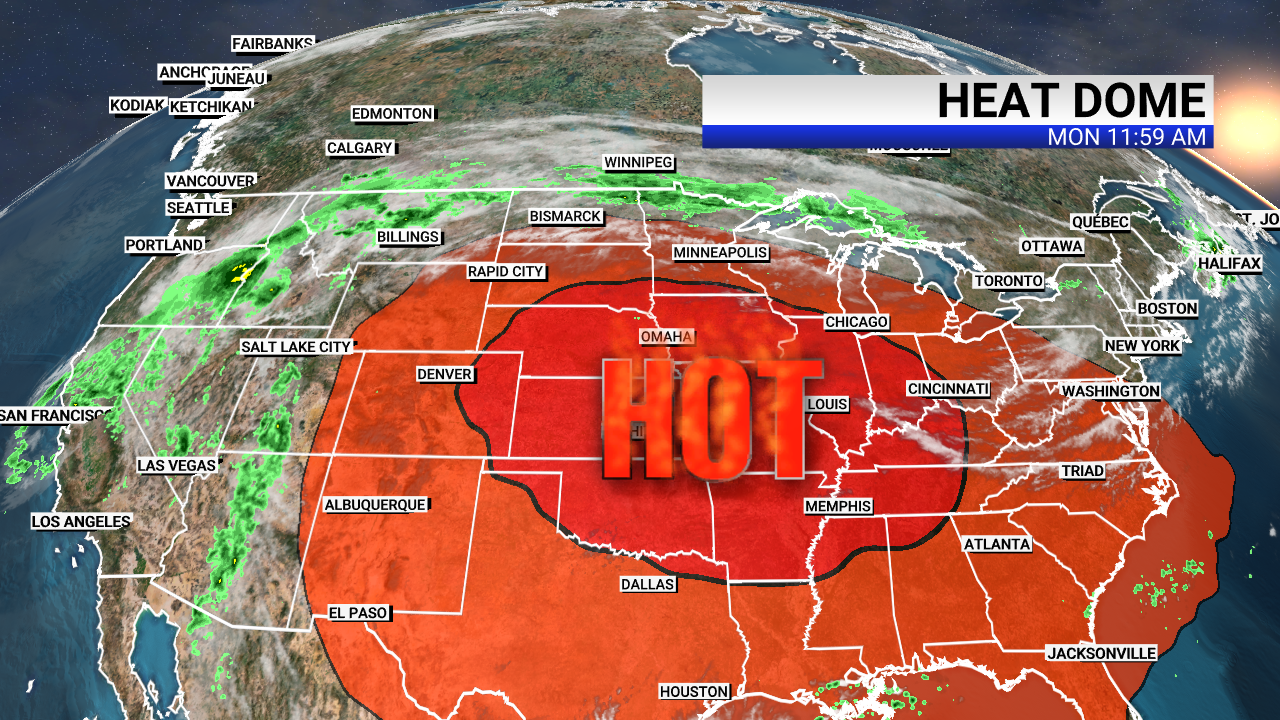 FAIRBANKS
JUNEAU
KODIAK
KETCHIKAN
HEAT DOME
MON 11:59 AM
EDMONTON
CALGARY
WINNIPEG
VANCOUVER
SEATTLE
BISMARCK
QUÉBEC
PORTLAND
BILLINGS
OTTAWA
MINNEAPOLIS
HALIFAX
RAPID CITY
TORONTO
BOSTON
CHICAGO
OMAHA
SALT LAKE CITY
NEW YORK
DENVER
CINCINNATI
WASHINGTON
HOT
LOUIS
SAN FRANCISC
LAS VEGAS
TRIAD
ALBUQUERQUE
MEMPHIS
LOS ANGELES
ATLANTA
DALLAS
EL PASO
JACKSONVILLE
HOUSTON